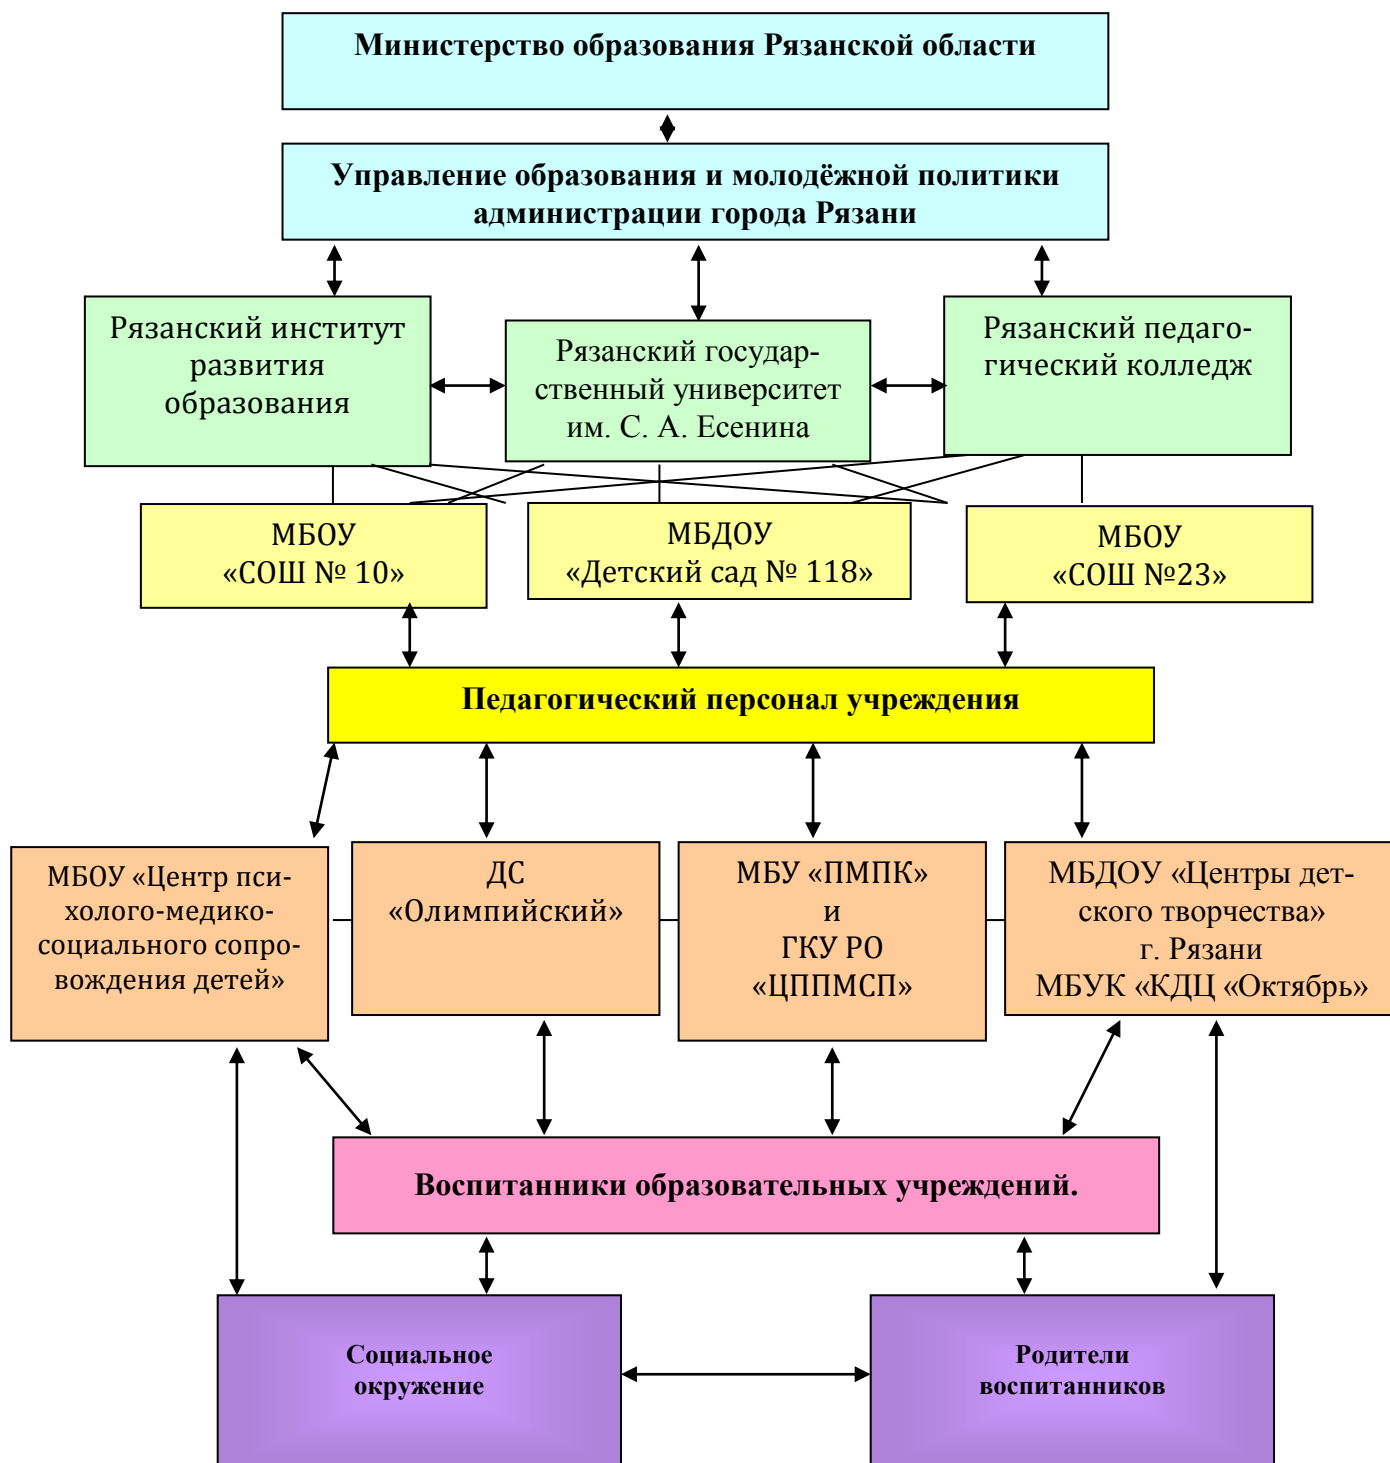 Министерство образования Рязанской области
Управление образования и молодёжной политики
администрации города Рязани
Рязанский институт
развития
образования
Рязанский государ-
ственный университет
им. С. А. Есенина
Рязанский педаго-
гический колледж
МБОУ
«СОШ № 10»
МБДОУ
«Детский сад № 118»
МБОУ
«СОШ №23»
Педагогический персонал учреждения
МБОУ «Центр пси-
холого-медико-
социального сопро-
вождения детей»
ДС
«Олимпийский»
МБУ «ПМПК»
и
ГКУ РО
«ЦППМСП»
МБДОУ «Центры дет-
ского творчества»
г. Рязани
МБУК «КДЦ «Октябрь»
Воспитанники образовательных учреждений.
Социальное
окружение
Родители
воспитанников